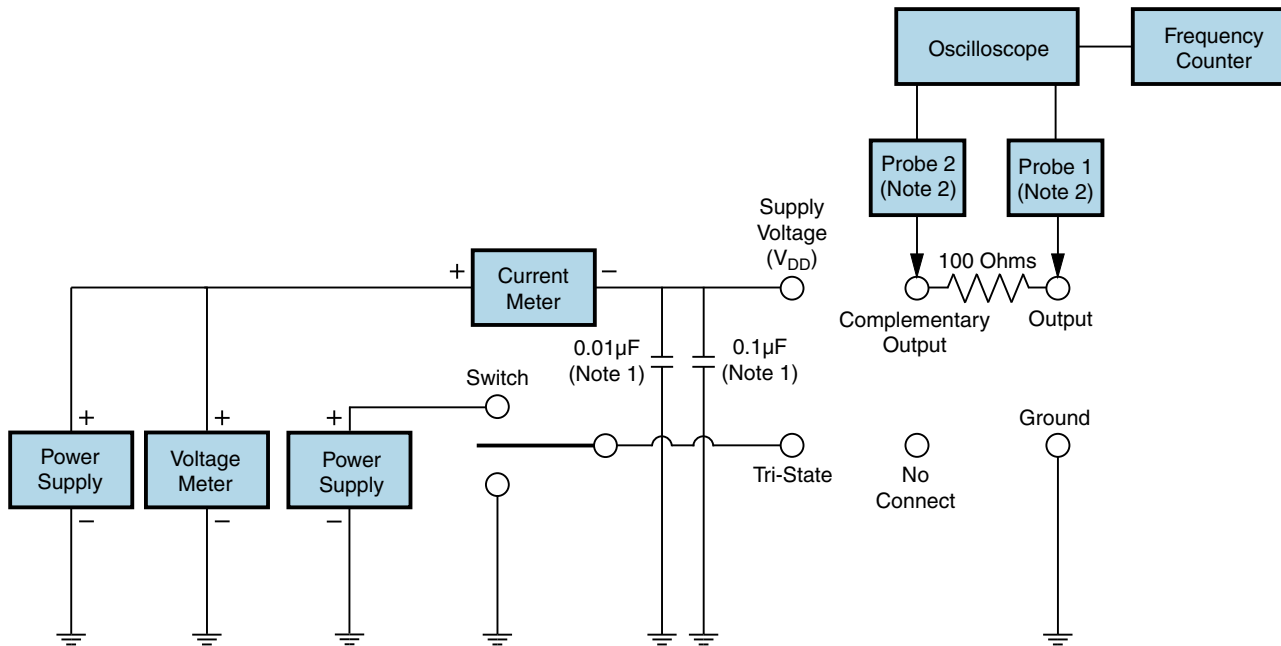 Oscilloscope
Frequency
Counter
Probe 2
(Note 2)
Probe 1
(Note 2)
Supply
Voltage
(VDD)
100 Ohms
Complementary
Output
Output
+
Current
Meter
−
0.01µF
(Note 1)
0.1µF
(Note 1)
Switch
+
Power
Supply
−
+
Voltage
Meter
−
+
Power
Supply
−
Tri-State
No
Connect
Ground